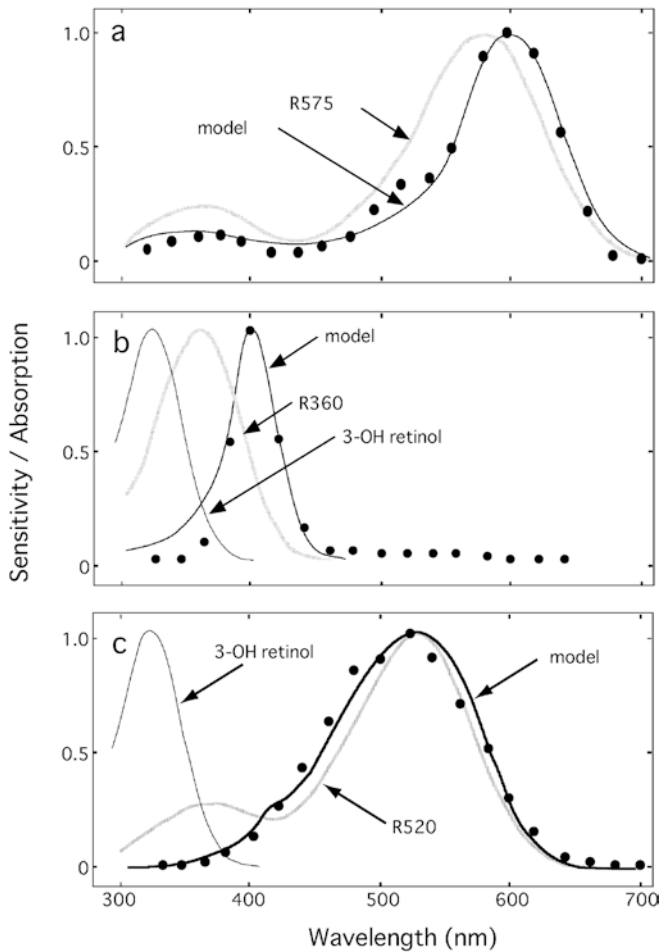 a
1.0
0.5
0
R575
model
b
1.0
0.5
0
model
R360
3-OH retinol
c
1.0
0.5
0
3-OH retinol
model
R520
300 400 500 600 700
Wavelength (nm)
Sensitivity / Absorption